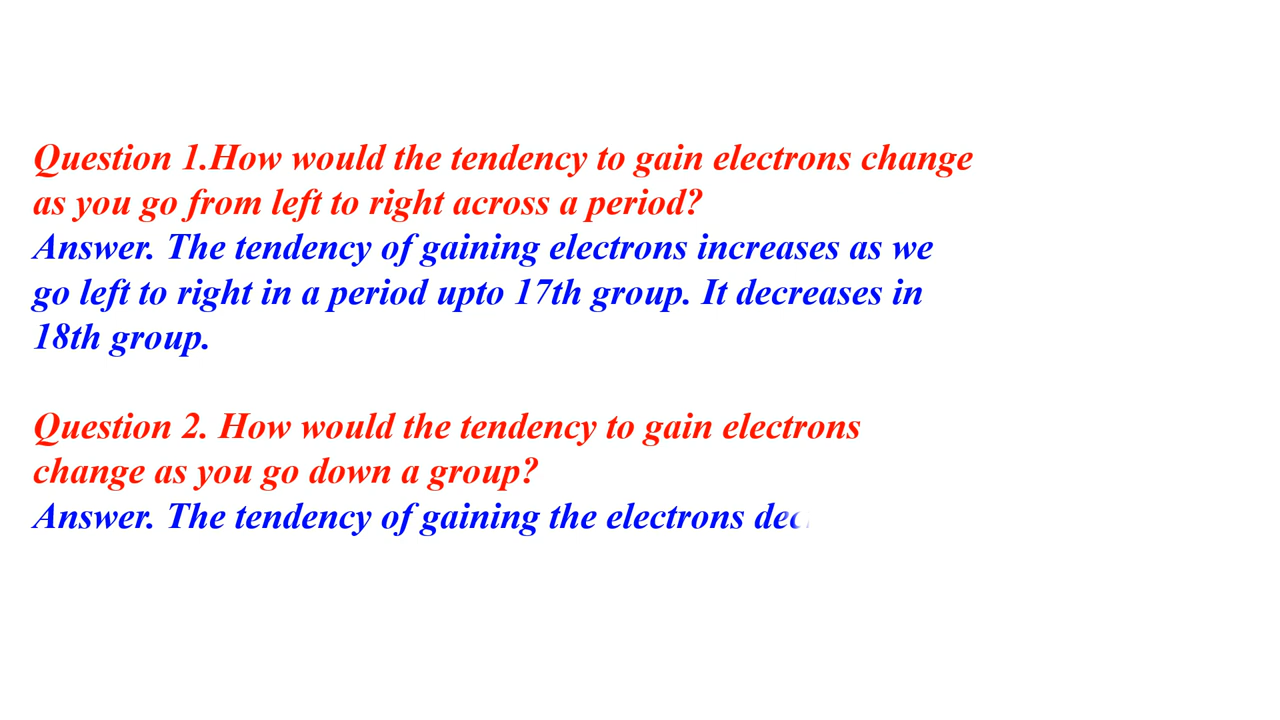 Question 1.How would the tendency to gain electrons change
as you go from left to right across a period?
Answer. The tendency of gaining electrons increases as we
go left to right in a period upto 17th group. It decreases in
18th group.
Question 2. How would the tendency to gain electrons
change as you go down a group?
Answer. The tendency of gaining the electrons